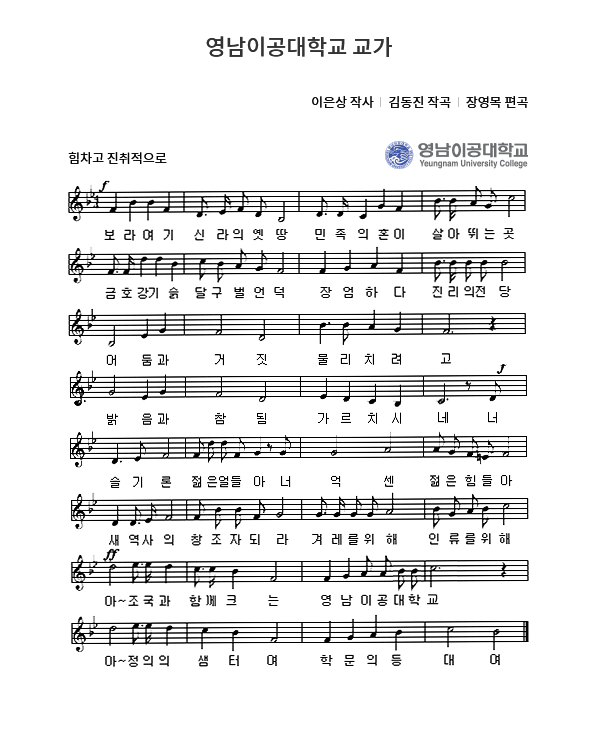 영남이공대학교 교가
이은상 작사 | 김동진 작곡 | 장영목 편곡
힘차고 진취적으로
영남이공대학교
Yeungnam University College
f
보 라 여 기 신 라 의 옛 땅 민 족 의 혼 이 살 아 뛰 는 곳
금 호 강 기 슭 달 구 벌 언 덕 장 엄 하 다 진 리 의 전 당
어 둠 과 거 짓 물 리 치 려 고
f
밝 음 과 참 됨 가 르 치 시 네 너
슬 기 론 젊 은 얼 들 아 너 억 센 젊 은 힘 들 아
새 역 사 의 창 조 자 되 라 겨 레 를 위 해 인 류 를 위 해
ff
아~ 조 국 과 함 께 크 는 영 남 이 공 대 학 교
아~ 정 의 의 샘 터 여 학 문 의 등 대 여